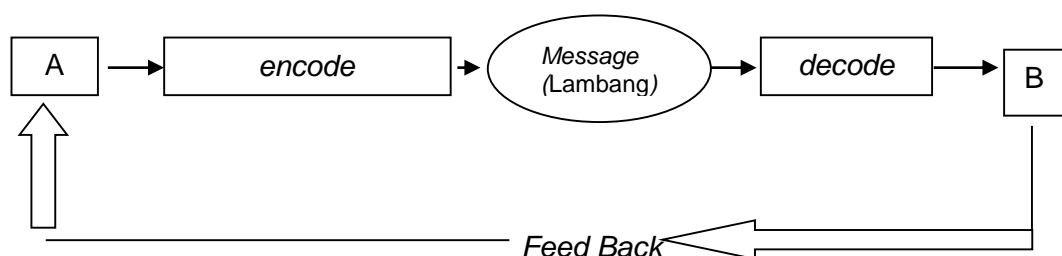 A
encode
Message
(Lambang)
decode
B
Feed Back